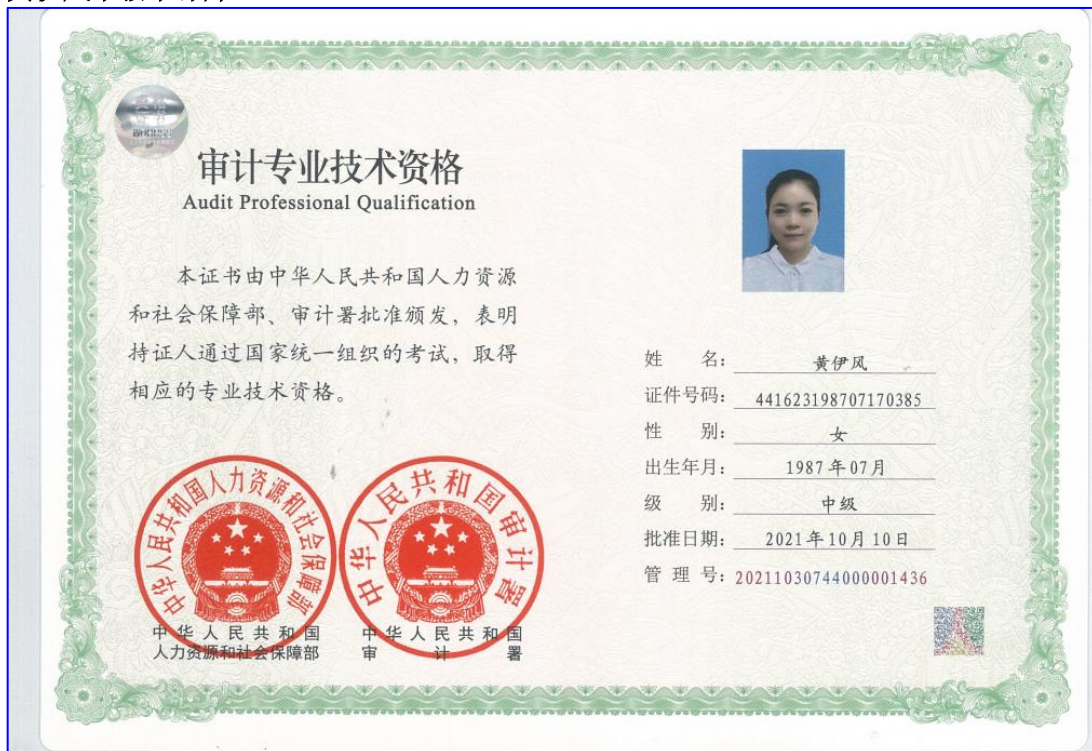 审计专业技术资格
Audit Professional Qualification
本证书由中华人民共和国人力资源
和社会保障部、审计署批准颁发，表明
持证人通过国家统一组织的考试，取得
相应的专业技术资格。
中华人民共和国人力资源和社会保障部
中华人民共和国审计署
中华人民共和国
人力资源和社会保障部
中华人民共和国
审计署
姓名：黄伊风
证件号码：441623198707170385
性别：女
出生年月：1987年07月
级别：中级
批准日期：2021年10月10日
管理号：20211030744000001436